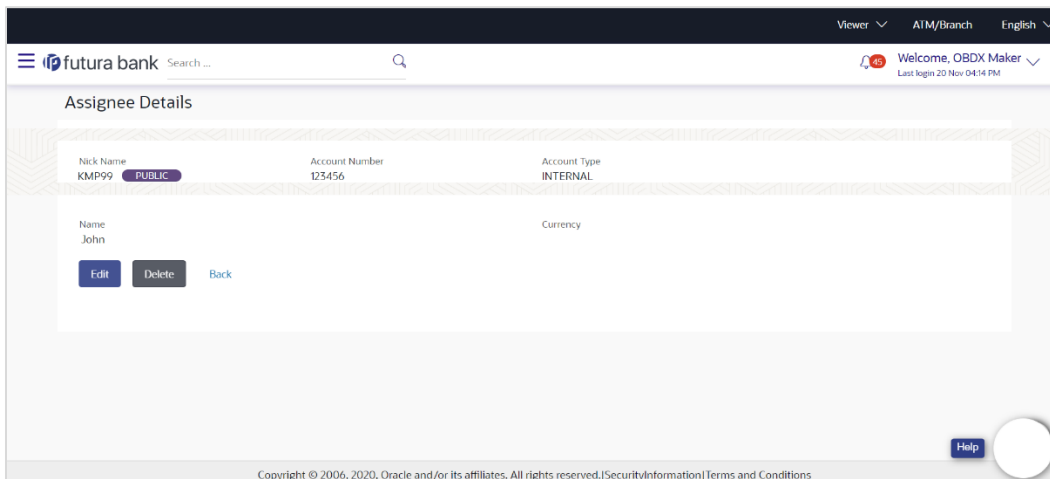 Viewer ATM/Branch English
futura bank Search ... 45 Welcome, OBDX Maker
Last login 20 Nov 04:14 PM
Assignee Details
Nick Name Account Number Account Type
KMP99 PUBLIC 123456 INTERNAL
Name Currency
John
Edit Delete Back
Help
Copyright © 2006, 2020, Oracle and/or its affiliates. All rights reserved.|SecurityInformation|Terms and Conditions